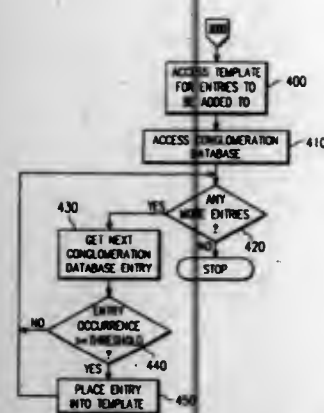 ACCESS TEMPLATE
FOR ENTRIES TO
BE ADDED TO
400
ACCESS CONGLOMERATION
DATABASE
410
ANY
MORE ENTRIES
?
420
YES
NO
STOP
430
GET NEXT
CONGLOMERATION
DATABASE ENTRY
ENTRY
OCCURRENCE
>= THRESHOLD
?
440
NO
YES
PLACE ENTRY
INTO TEMPLATE
450